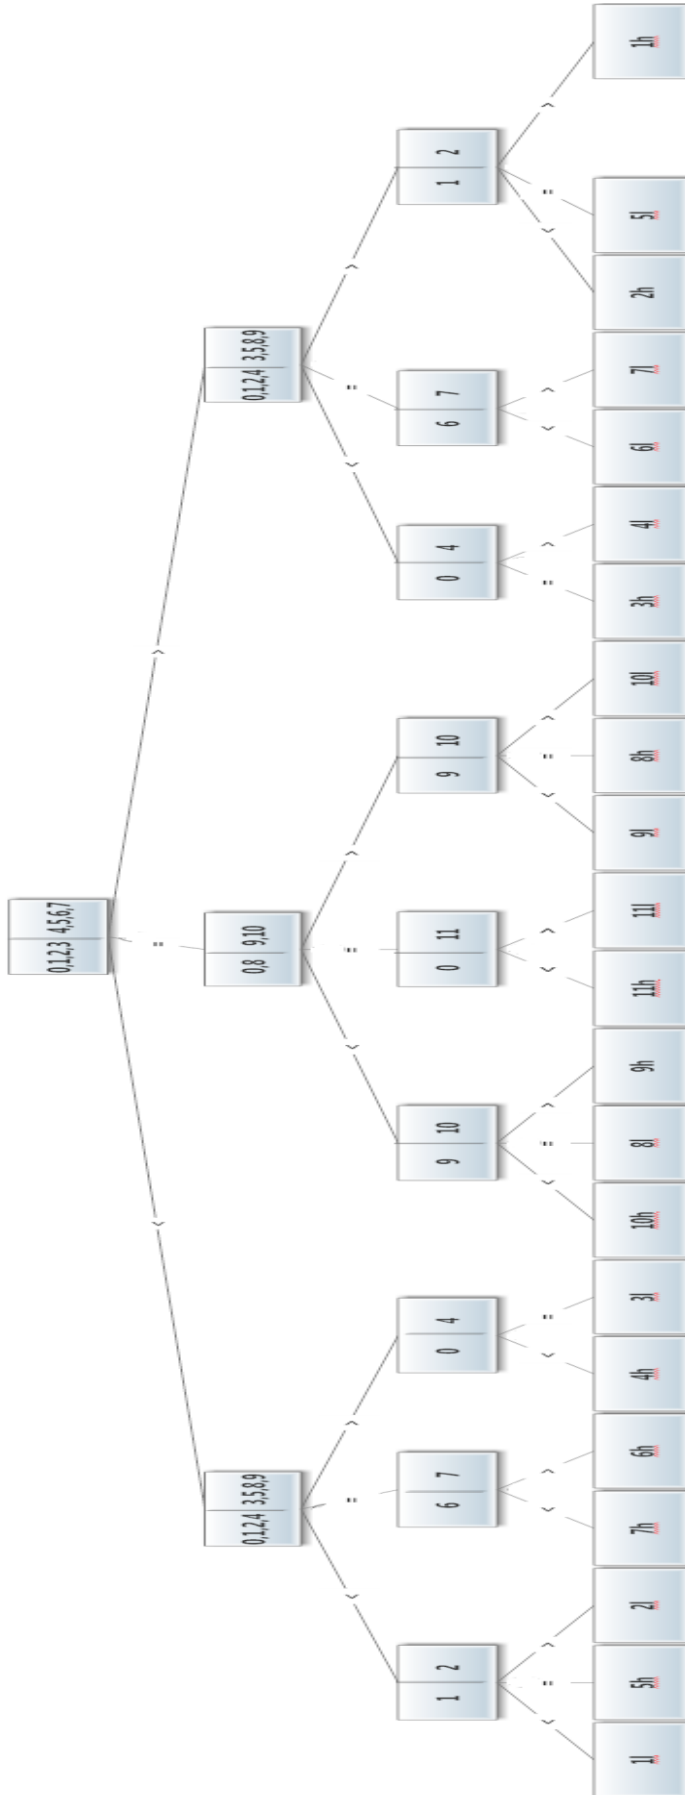 0,1,2,3 4,5,6,7
< = >
0,1,2,4 3,5,8,9 0,8 9,10 0,1,2,4 3,5,8,9
< = > < = > < = >
1 2 6 7 0 4 9 10 0 11 9 10 0 4 6 7 1 2
< = > < > < = < = > < > < = > = > < > < = >
1l 5h 2l 7h 6h 4h 3l 10h 8l 9h 11h 11l 9l 8h 10l 3h 4l 6l 7l 2h 5l 1h